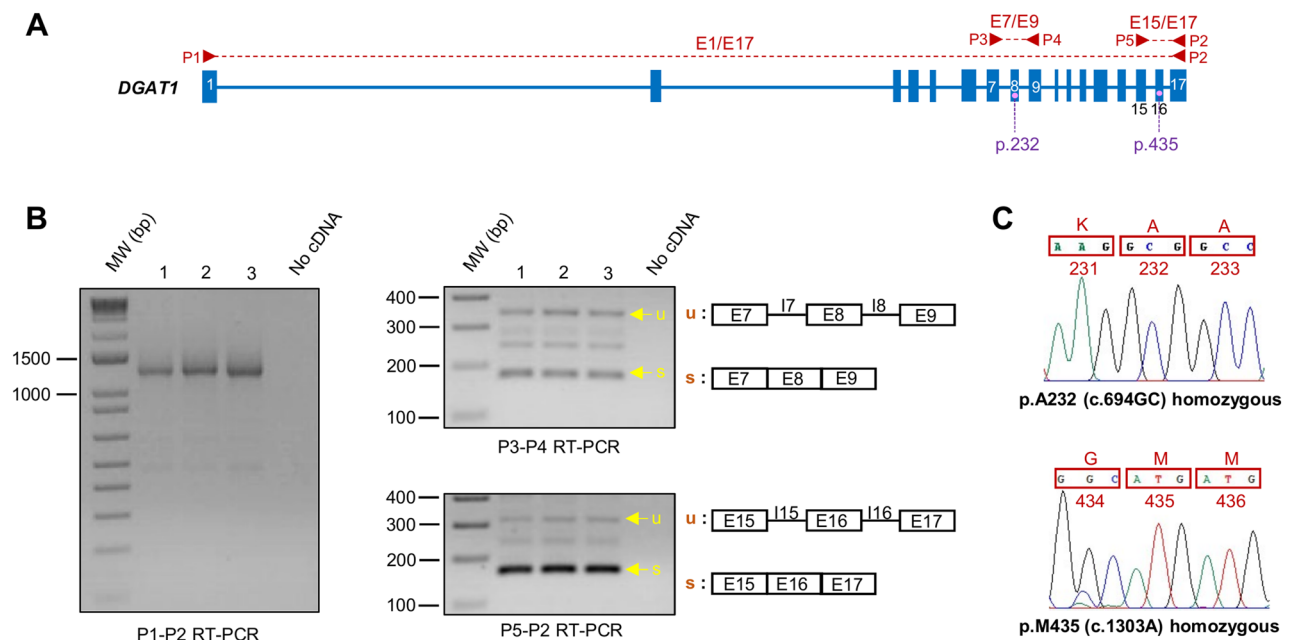 A
E7/E9
E15/E17
P3 P4
P5 P2
P1 E1/E17 P2
DGAT1 1 7 8 9 17
15 16
p.232 p.435
B
MW (bp) 1 2 3 No cDNA
1500
1000
P1-P2 RT-PCR
MW (bp) 1 2 3 No cDNA
400
300
200
100
u
s
P3-P4 RT-PCR
u : E7 I7 E8 I8 E9
s : E7 E8 E9
400
300
200
100
u
s
P5-P2 RT-PCR
u : E15 I15 E16 I16 E17
s : E15 E16 E17
C
K A A
A A G G C G G C C
231 232 233
p.A232 (c.694GC) homozygous
G M M
G G C A T G A T G
434 435 436
p.M435 (c.1303A) homozygous